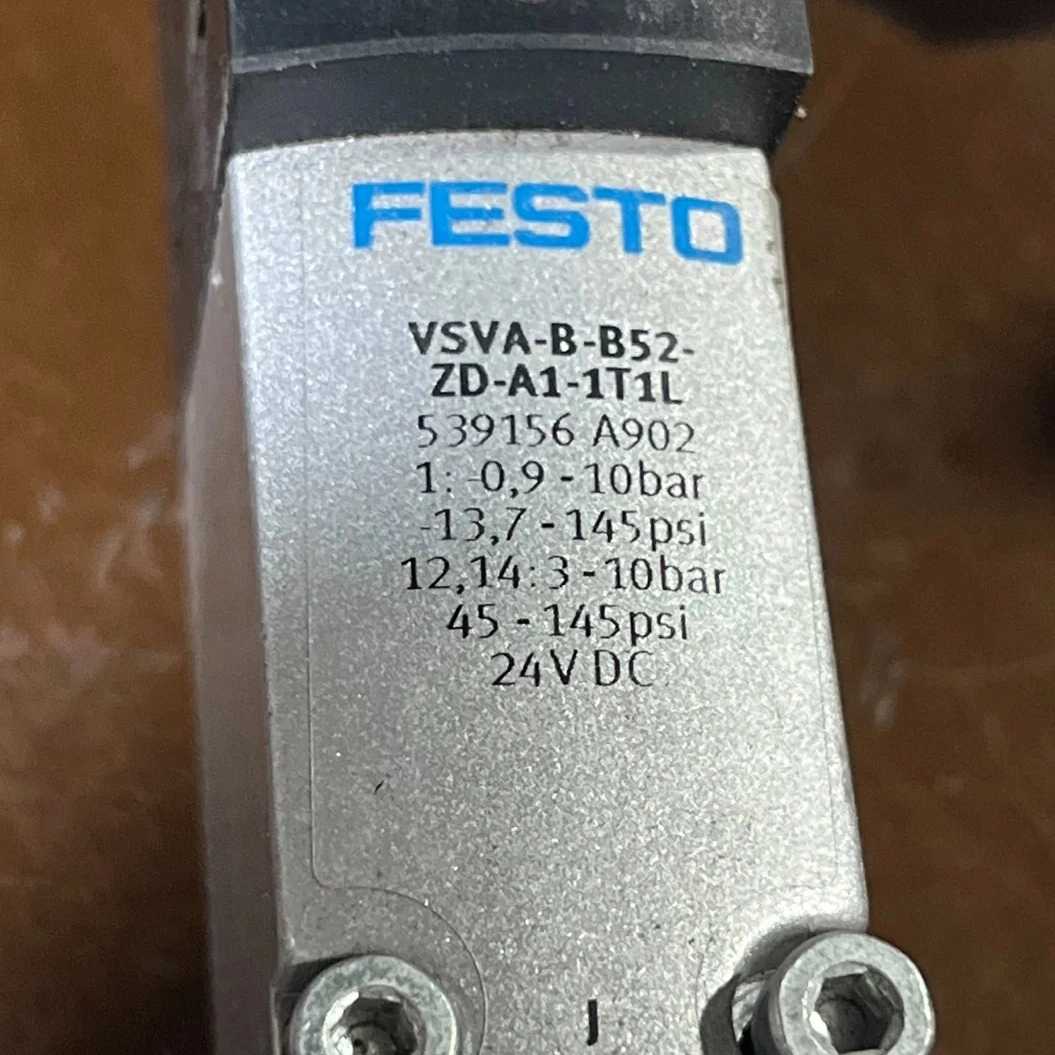 FESTO
VSVA-B-B52-
ZD-A1-1T1L
539156 A902
1: -0,9 - 10bar
-13,7 - 145psi
12,14:3 - 10bar
45 - 145psi
24V DC